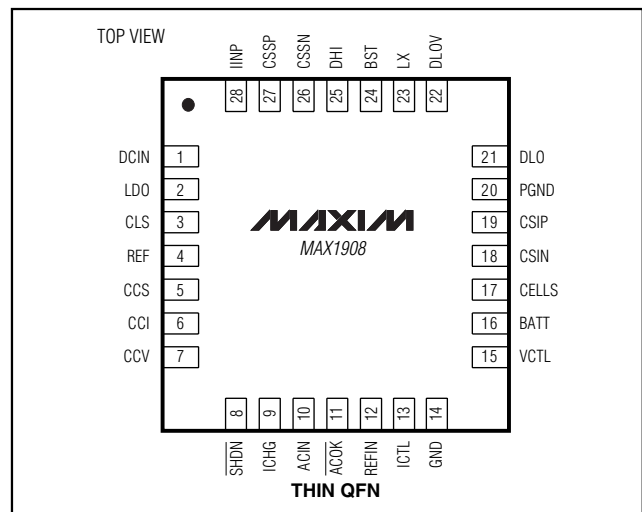 TOP VIEW
IINP
CSSP
CSSN
DHI
BST
LX
DLOV
28
27
26
25
24
23
22
DCIN 1
LDO 2
CLS 3
REF 4
CCS 5
CCI 6
CCV 7
MAXIM
MAX1908
21 DLO
20 PGND
19 CSIP
18 CSIN
17 CELLS
16 BATT
15 VCTL
8
9
10
11
12
13
14
SHDN
ICHG
ACIN
ACOK
REFIN
ICTL
GND
THIN QFN